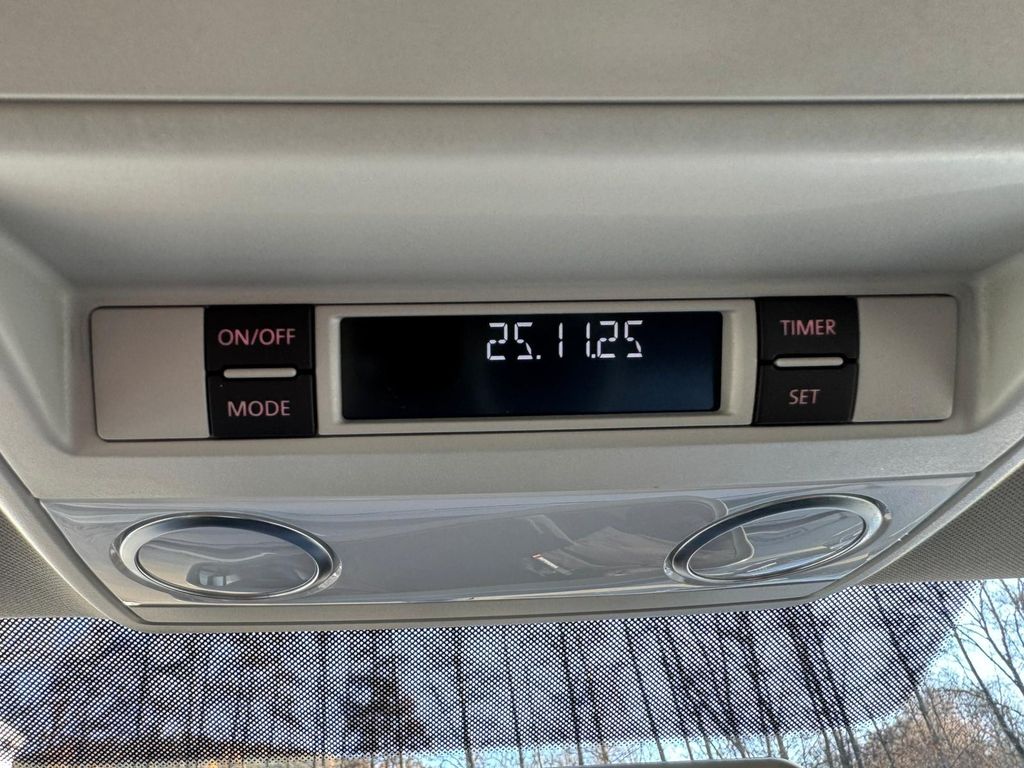 ON/OFF
25.11.25
TIMER
MODE
SET